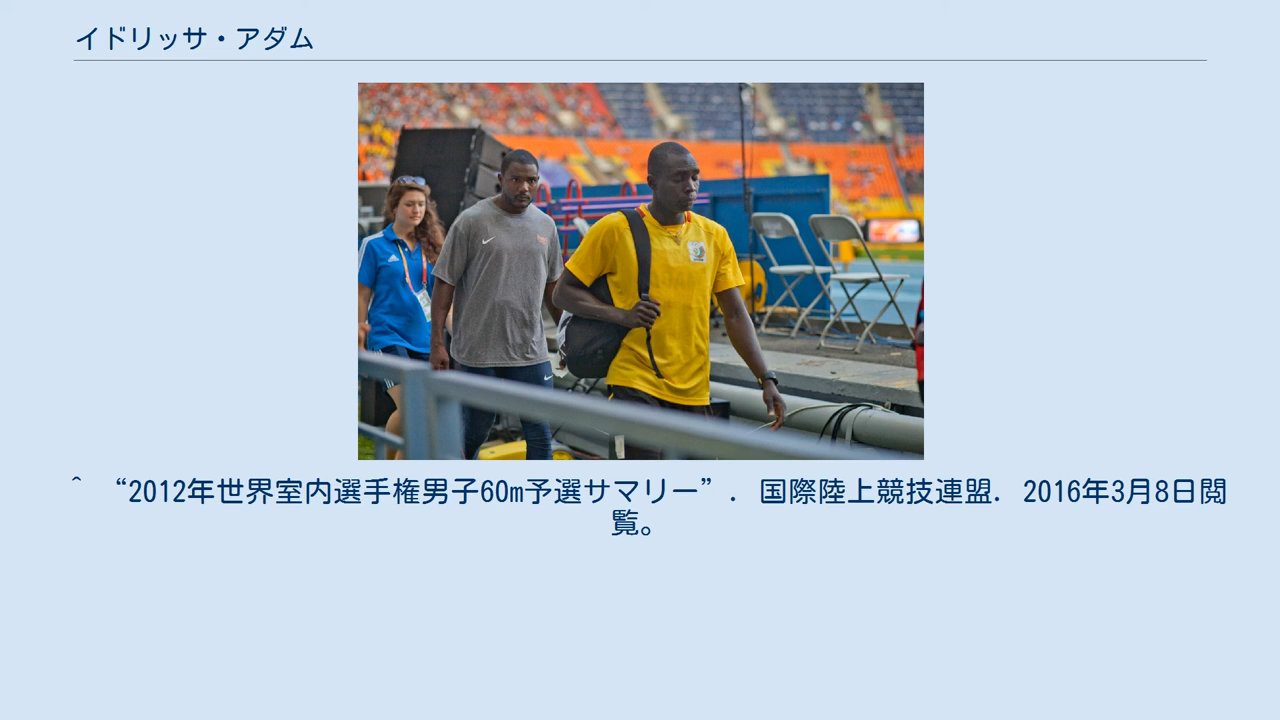 イドリッサ・アダム
^ “2012年世界室内選手権男子60m予選サマリー”. 国際陸上競技連盟. 2016年3月8日閲
覧。